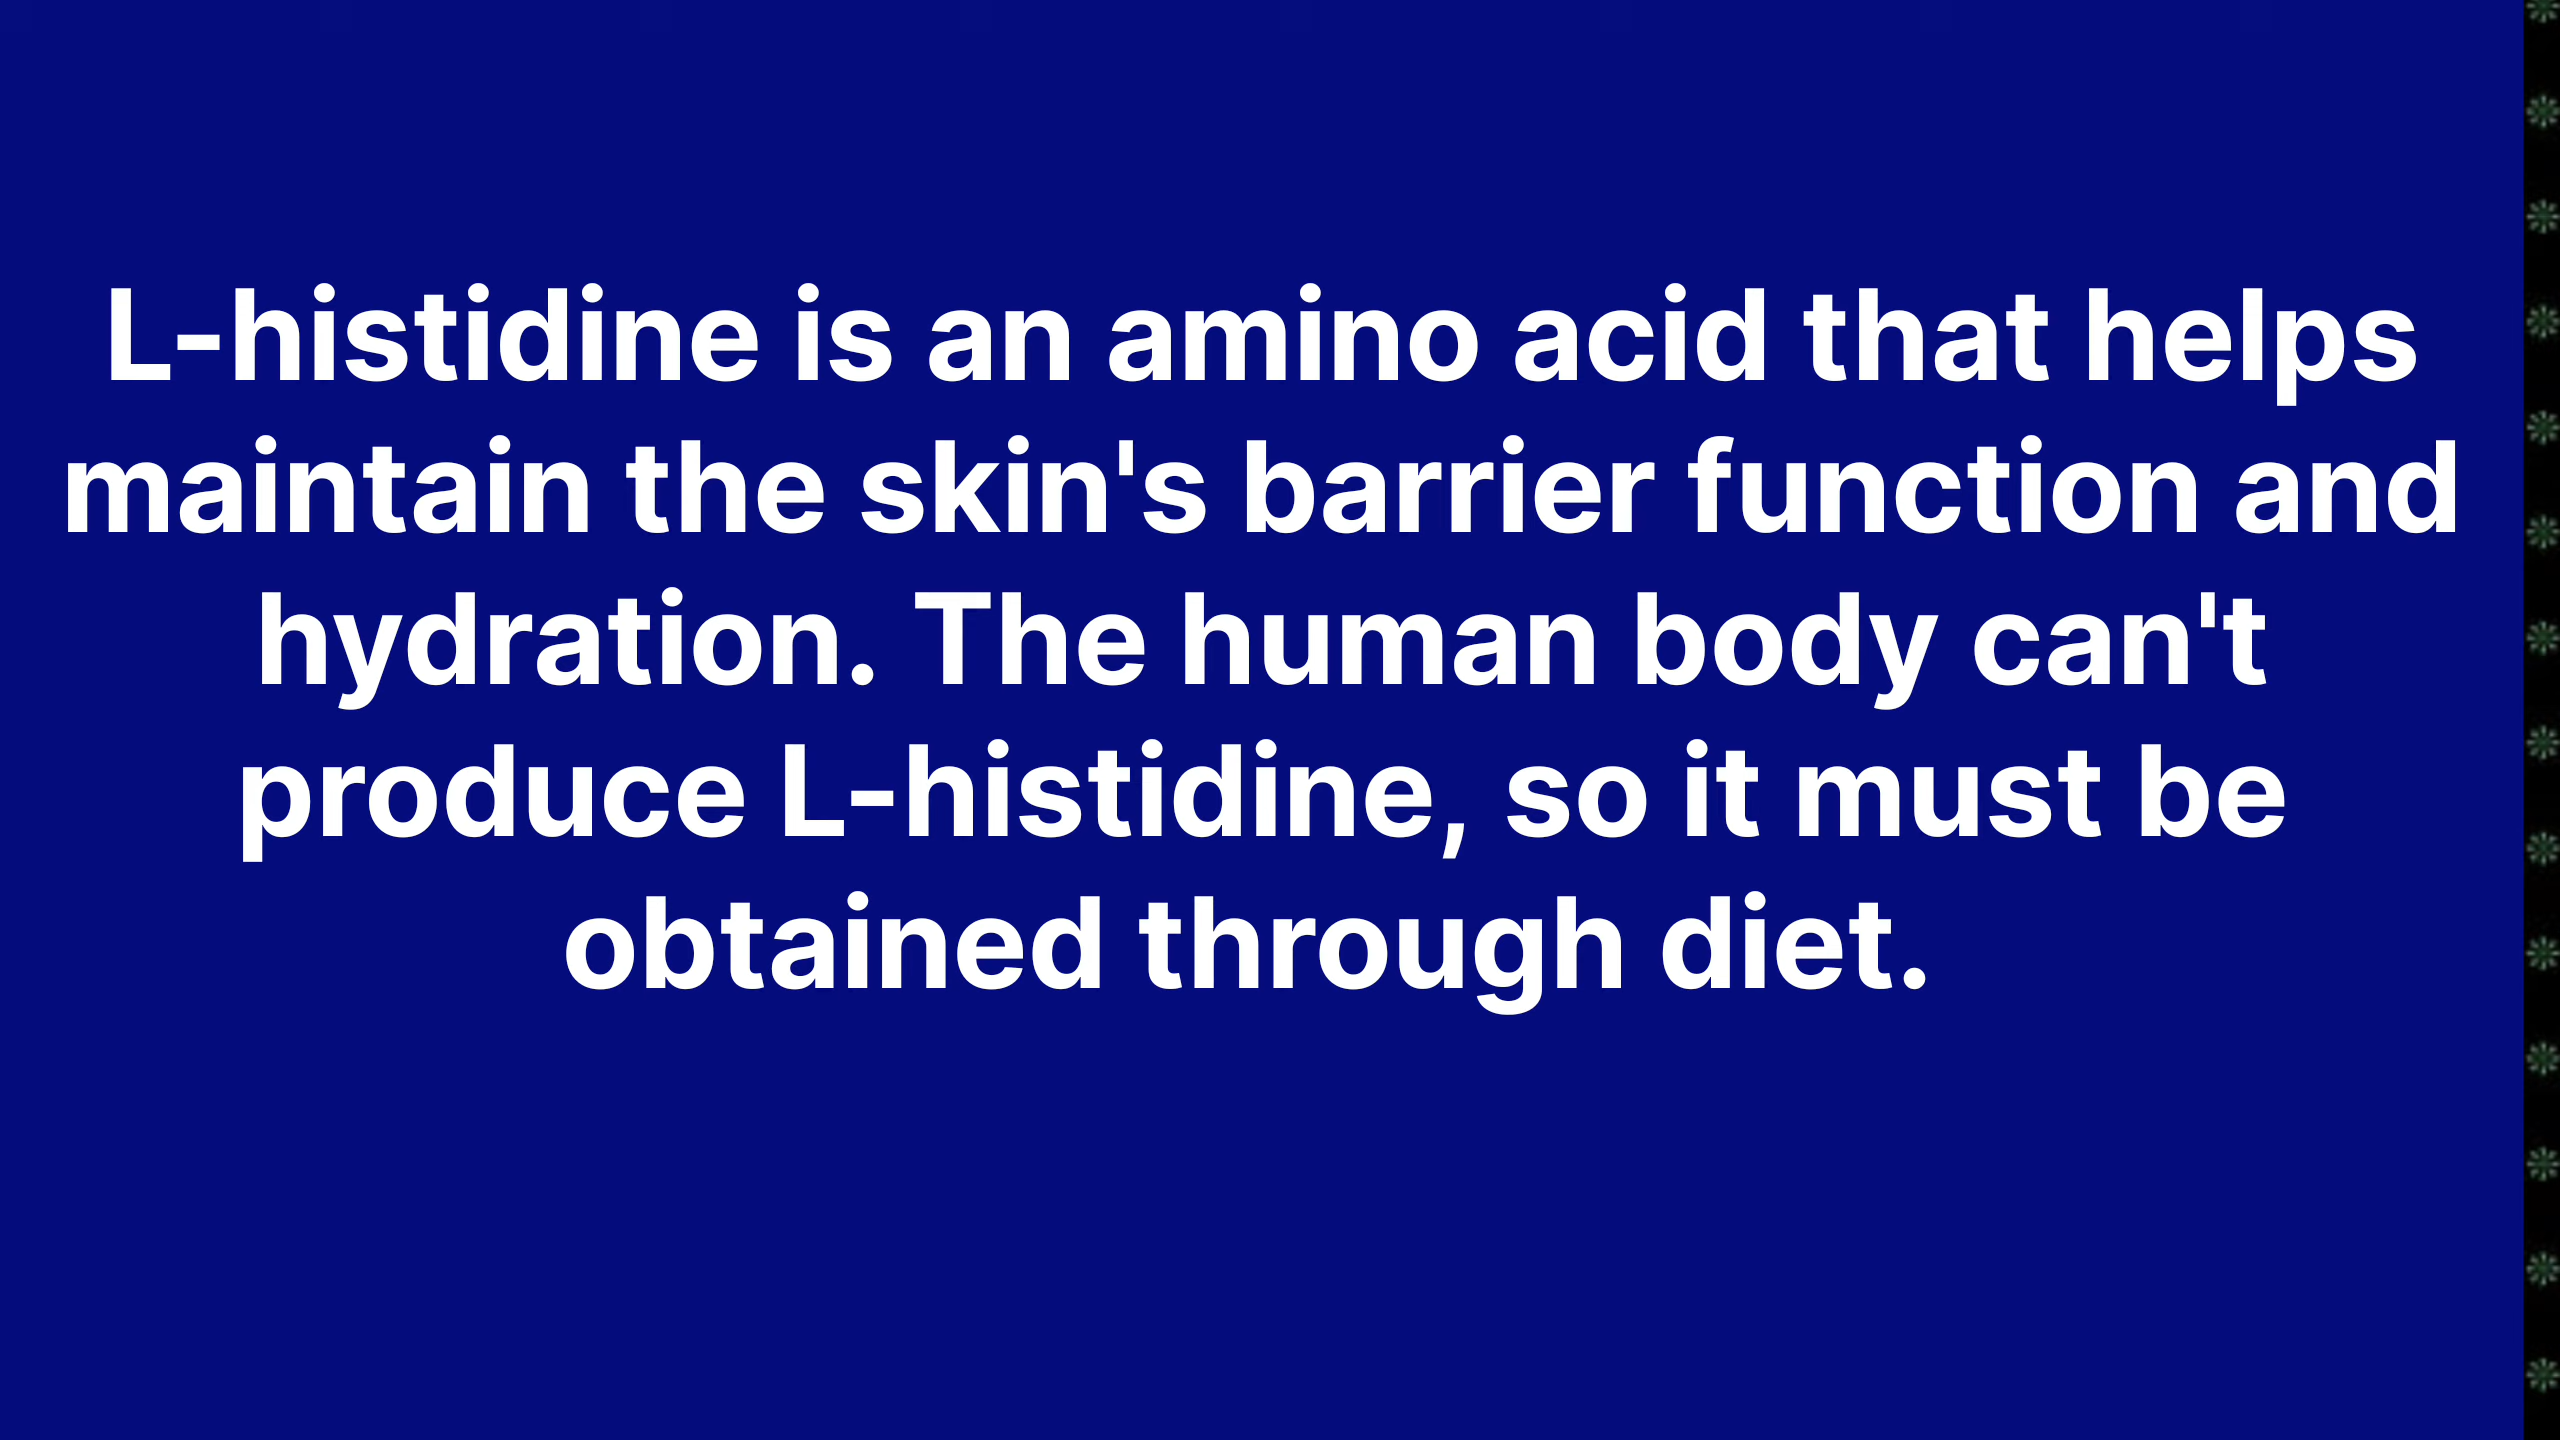 L-histidine is an amino acid that helps
maintain the skin's barrier function and
hydration. The human body can't
produce L-histidine, so it must be
obtained through diet.